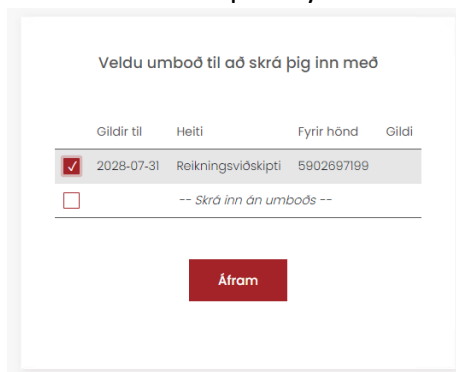 Veldu umboð til að skrá þig inn með
Gildir til Heiti Fyrir hönd Gildi
2028-07-31 Reikningsviðskipti 5902697199
-- Skrá inn án umboðs --
Áfram